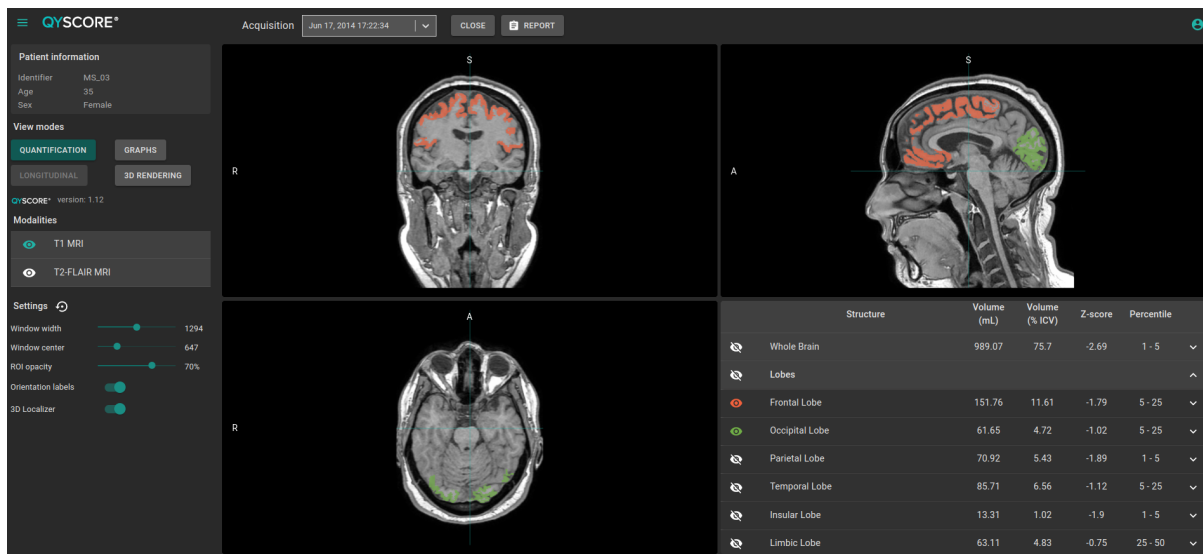 QYSCORE®
Acquisition Jun 17, 2014 17:22:34 CLOSE REPORT
Patient information
Identifier MS_03
Age 35
Sex Female
View modes
QUANTIFICATION GRAPHS
LONGITUDINAL 3D RENDERING
QYSCORE® version: 1.12
Modalities
T1 MRI
T2-FLAIR MRI
Settings
Window width 1294
Window center 647
ROI opacity 70%
Orientation labels
3D Localizer
S
R
S
A
A
R
Structure Volume (mL) Volume (% ICV) Z-score Percentile
Whole Brain 989.07 75.7 -2.69 1 - 5
Lobes
Frontal Lobe 151.76 11.61 -1.79 5 - 25
Occipital Lobe 61.65 4.72 -1.02 5 - 25
Parietal Lobe 70.92 5.43 -1.89 1 - 5
Temporal Lobe 85.71 6.56 -1.12 5 - 25
Insular Lobe 13.31 1.02 -1.9 1 - 5
Limbic Lobe 63.11 4.83 -0.75 25 - 50